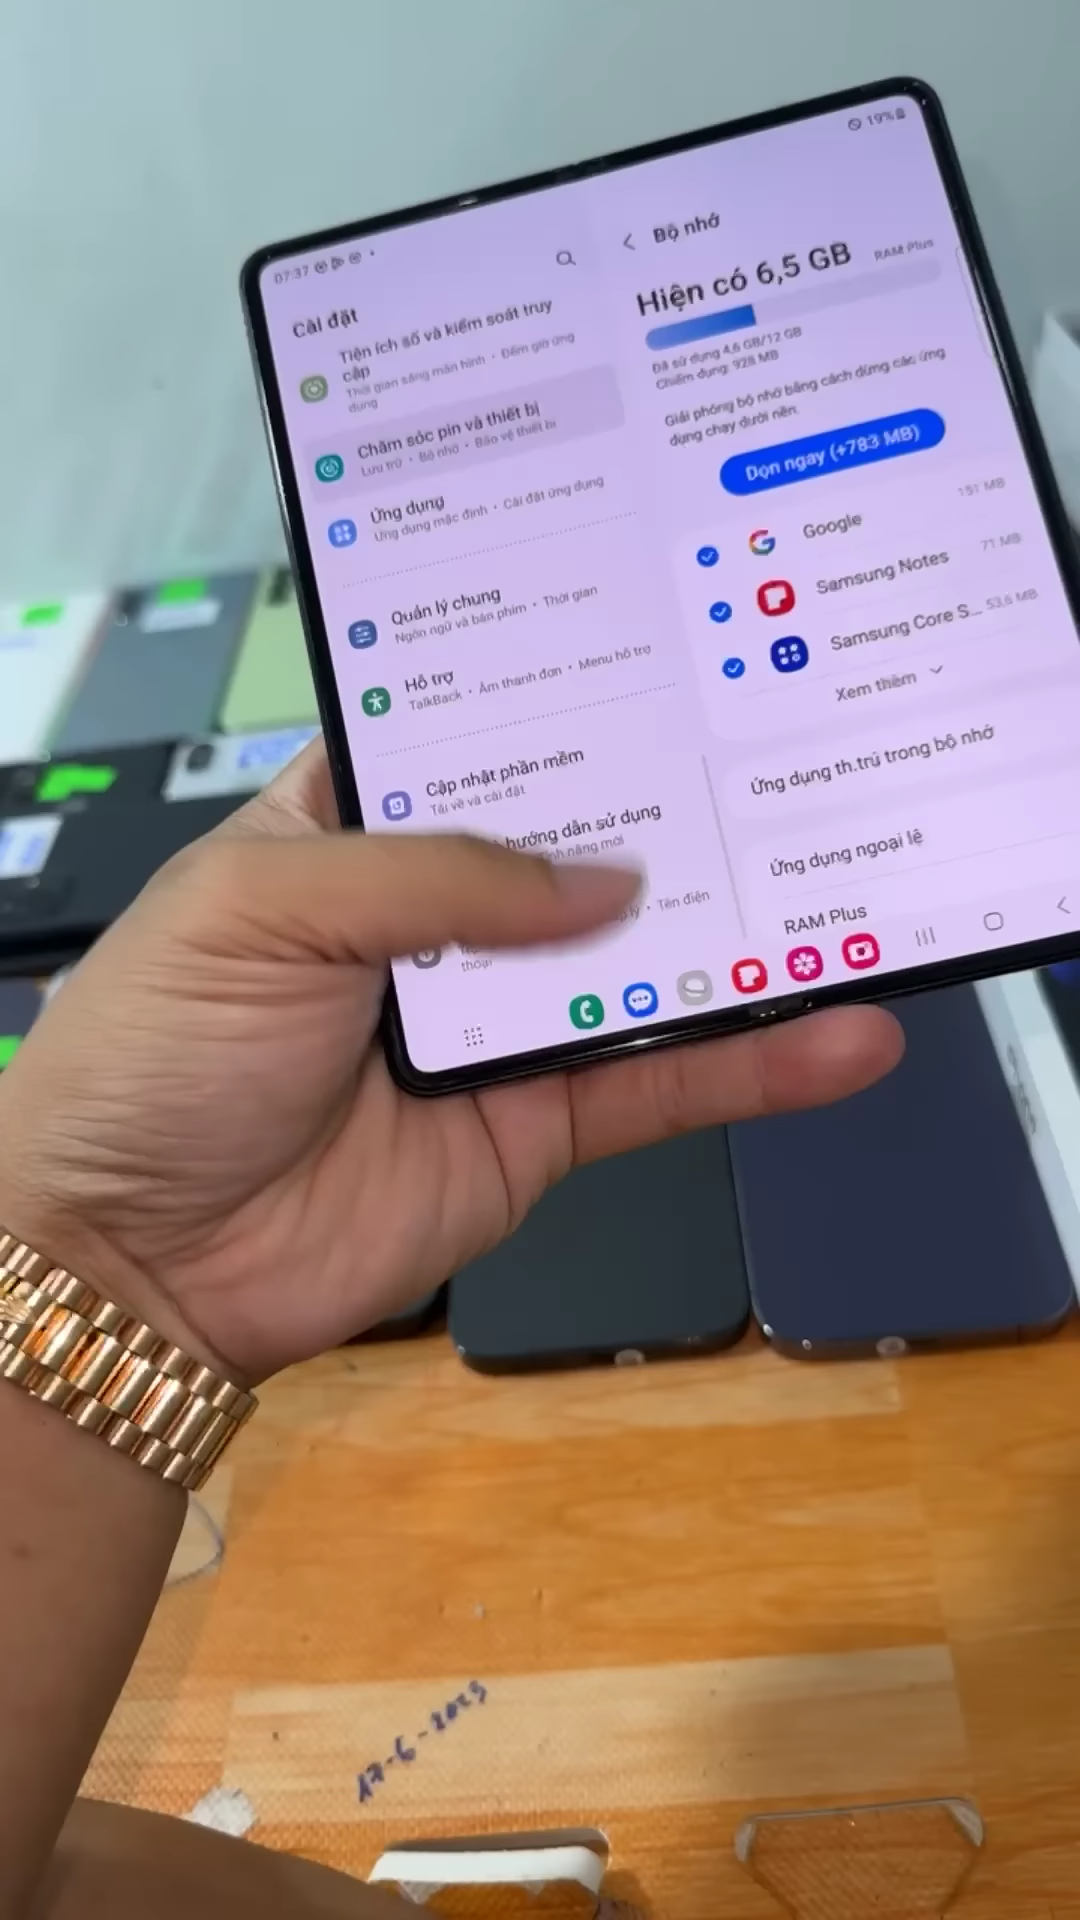 07:37
19%
Cài đặt
Tiện ích số và kiểm soát truy
cập
Thời gian sáng màn hình • Đếm giờ ứng
dụng
Chăm sóc pin và thiết bị
Lưu trữ • Bộ nhớ • Bảo vệ thiết bị
Ứng dụng
Ứng dụng mặc định • Cài đặt ứng dụng
Quản lý chung
Ngôn ngữ và bàn phím • Thời gian
Hỗ trợ
TalkBack • Âm thanh đơn • Menu hỗ trợ
Cập nhật phần mềm
Tải về và cài đặt
hướng dẫn sử dụng
năng mới
lý • Tên điện
thoại
Bộ nhớ
Hiện có 6,5 GB
RAM Plus
Đã sử dụng 4,6 GB/12 GB
Chiếm dụng: 928 MB
Giải phóng bộ nhớ bằng cách dừng các ứng
dụng chạy dưới nền.
Dọn ngay (+783 MB)
Google 151 MB
Samsung Notes 71 MB
Samsung Core S... 53,6 MB
Xem thêm
Ứng dụng th.trú trong bộ nhớ
Ứng dụng ngoại lệ
RAM Plus
17-6-2023